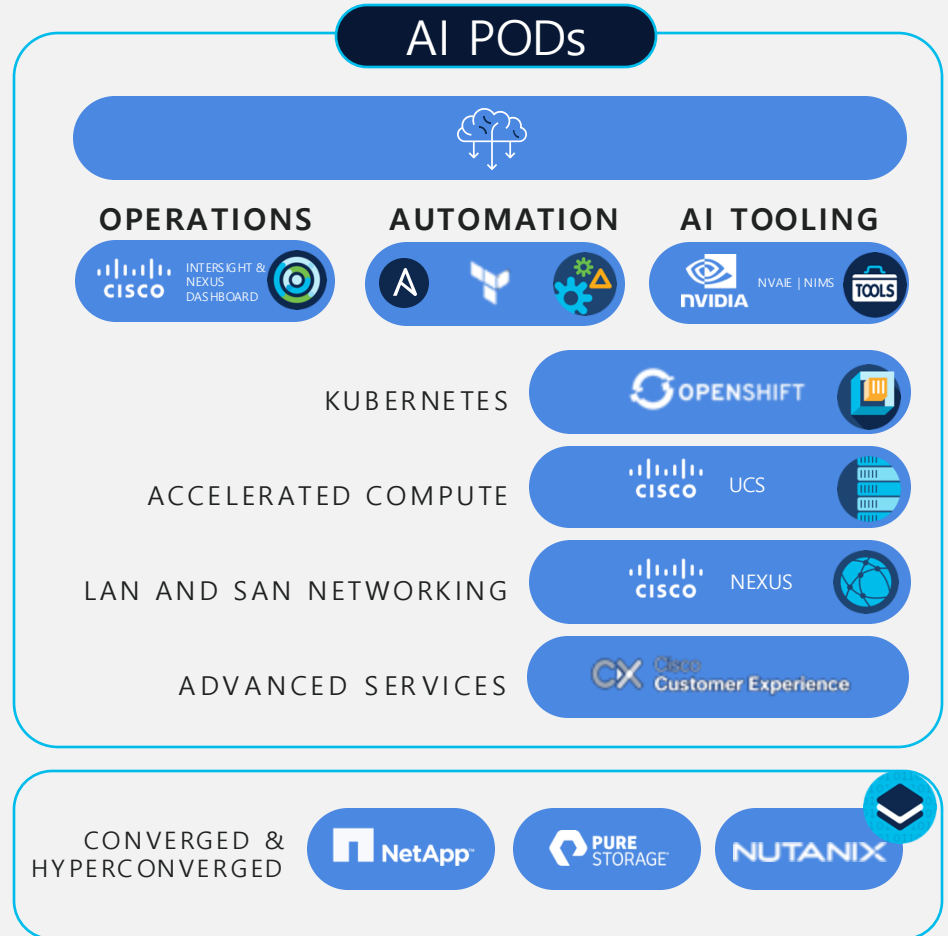 AI PODs
OPERATIONS
AUTOMATION
AI TOOLING
CISCO
INTERSIGHT &
NEXUS
DASHBOARD
A
NVIDIA
NVAIE | NIMS
TOOLS
KUBERNETES
OPENSHIFT
ACCELERATED COMPUTE
CISCO
UCS
LAN AND SAN NETWORKING
CISCO
NEXUS
ADVANCED SERVICES
CX
Cisco
Customer Experience
CONVERGED &
HYPERCONVERGED
NetApp™
PURE
STORAGE®
NUTANIX